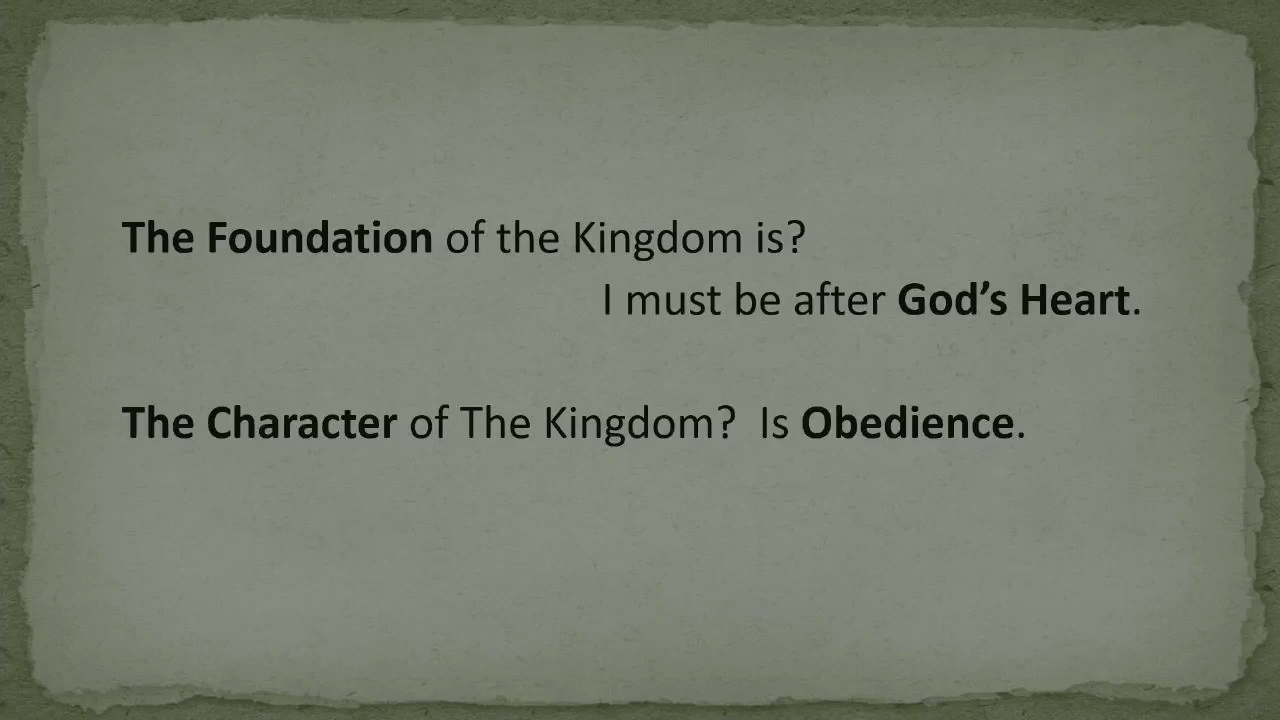 The Foundation of the Kingdom is?
I must be after God’s Heart.
The Character of The Kingdom?  Is Obedience.